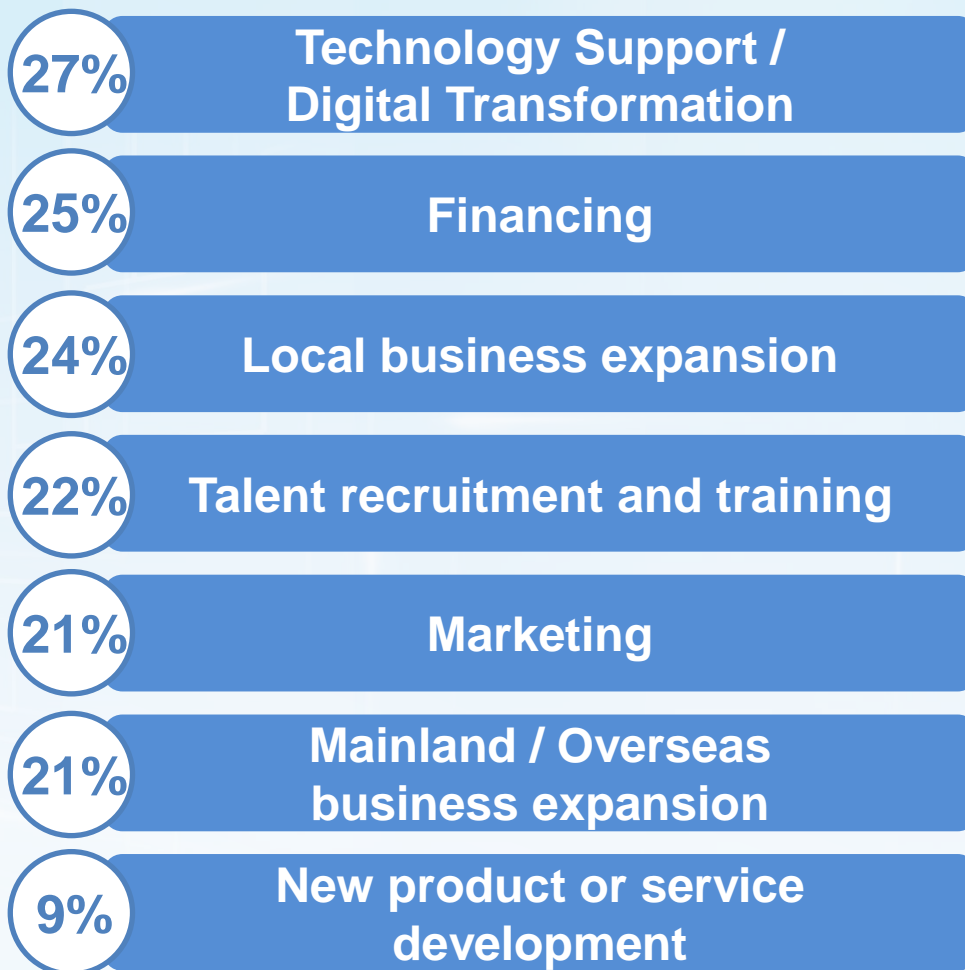 27%
Technology Support /
Digital Transformation
25%
Financing
24%
Local business expansion
22%
Talent recruitment and training
21%
Marketing
21%
Mainland / Overseas
business expansion
9%
New product or service
development